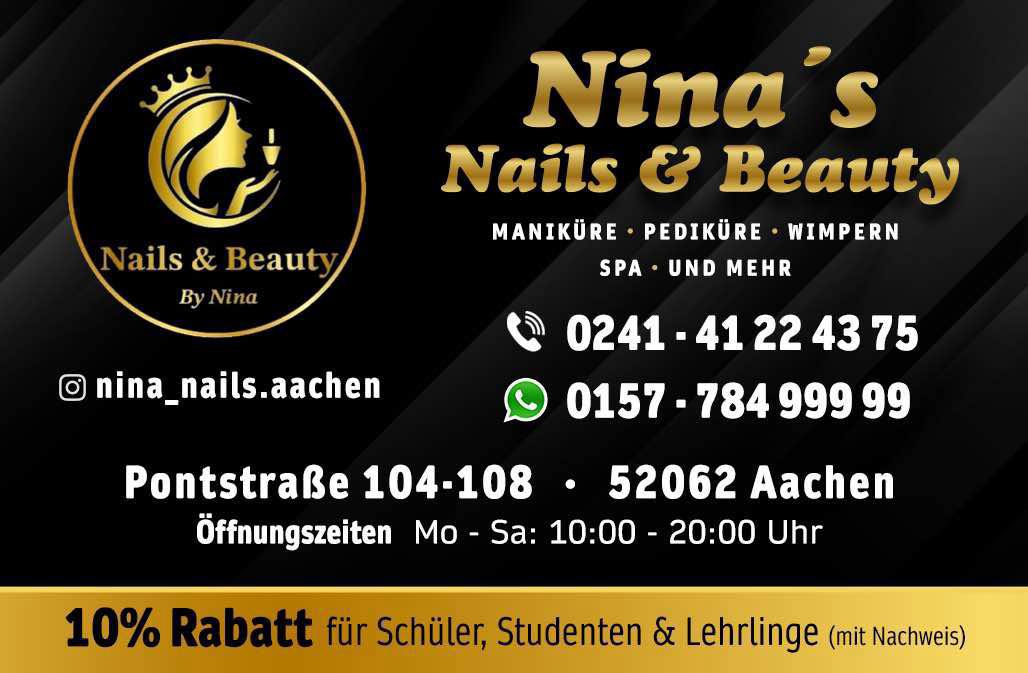 Nina´s
Nails & Beauty
MANIKÜRE • PEDIKÜRE • WIMPERN
SPA • UND MEHR
Nails & Beauty
By Nina
nina_nails.aachen
0241 - 41 22 43 75
0157 - 784 999 99
Pontstraße 104-108 • 52062 Aachen
Öffnungszeiten Mo - Sa: 10:00 - 20:00 Uhr
10% Rabatt für Schüler, Studenten & Lehrlinge (mit Nachweis)